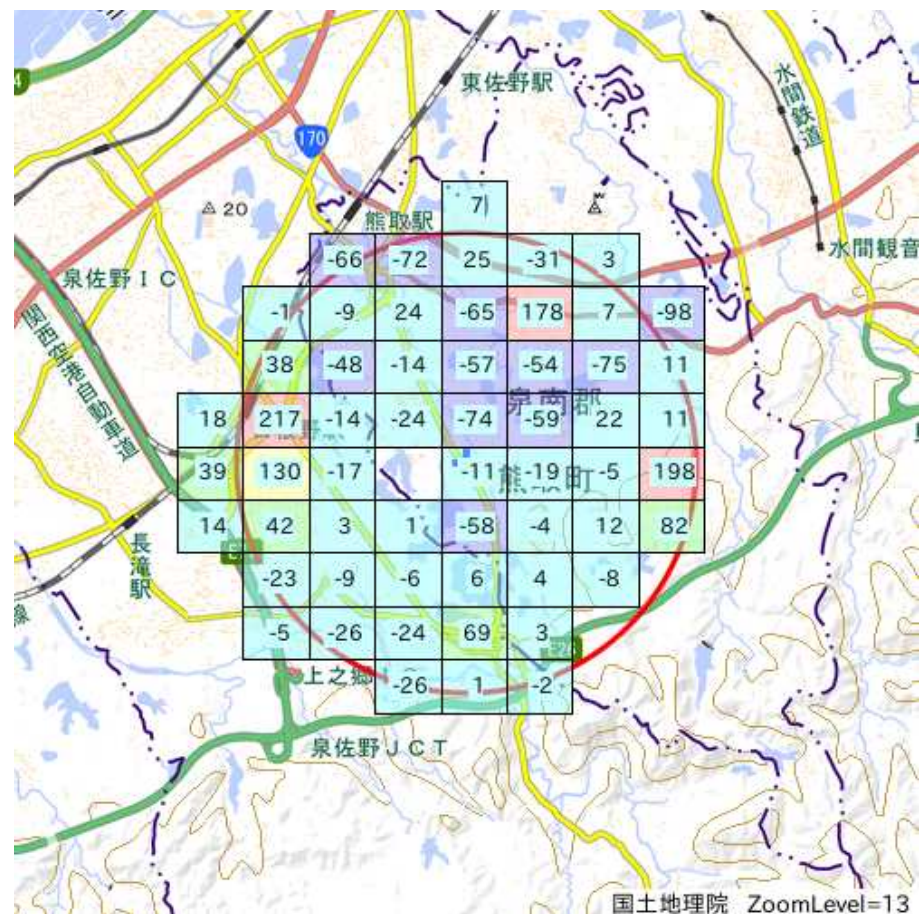 東佐野駅
水間鉄道
4
170
20
7
熊取駅
水間観音
-66 -72 25 -31 3
泉佐野IC
-1 -9 24 -65 178 7 -98
関西空港自動車道
38 -48 -14 -57 -54 -75 11
泉南郡
18 217 -14 -24 -74 -59 22 11
39 130 -17 -11 -19 -5 198
熊取町
14 42 3 1 -58 -4 12 82
長滝駅
-23 -9 -6 6 4 -8
線
-5 -26 -24 69 3
上之郷
-26 1 -2
泉佐野JCT
国土地理院 ZoomLevel=13